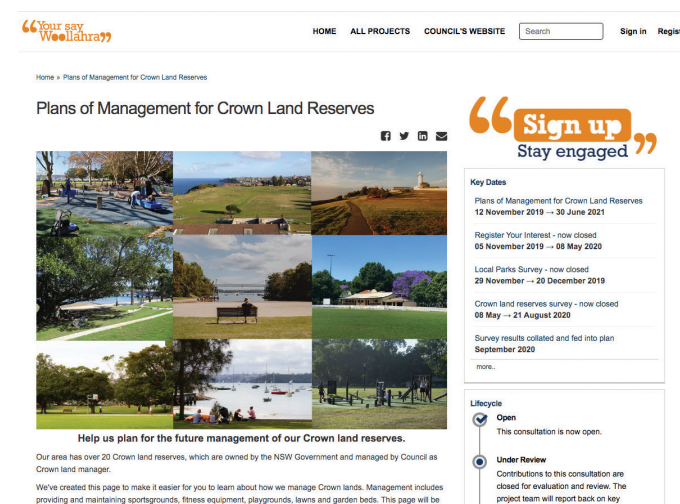 Your say
Woollahra
HOME ALL PROJECTS COUNCIL'S WEBSITE Search Sign in Regist
Home » Plans of Management for Crown Land Reserves
Plans of Management for Crown Land Reserves
Sign up
Stay engaged
Key Dates
Plans of Management for Crown Land Reserves
12 November 2019 → 30 June 2021
Register Your Interest - now closed
05 November 2019 → 08 May 2020
Local Parks Survey - now closed
29 November → 20 December 2019
Crown land reserves survey - now closed
08 May → 21 August 2020
Survey results collated and fed into plan
September 2020
more..
Lifecycle
Open
This consultation is now open.
Under Review
Contributions to this consultation are
closed for evaluation and review. The
project team will report back on key
Help us plan for the future management of our Crown land reserves.
Our area has over 20 Crown land reserves, which are owned by the NSW Government and managed by Council as
Crown land manager.
We've created this page to make it easier for you to learn about how we manage Crown lands. Management includes
providing and maintaining sportsgrounds, fitness equipment, playgrounds, lawns and garden beds. This page will be